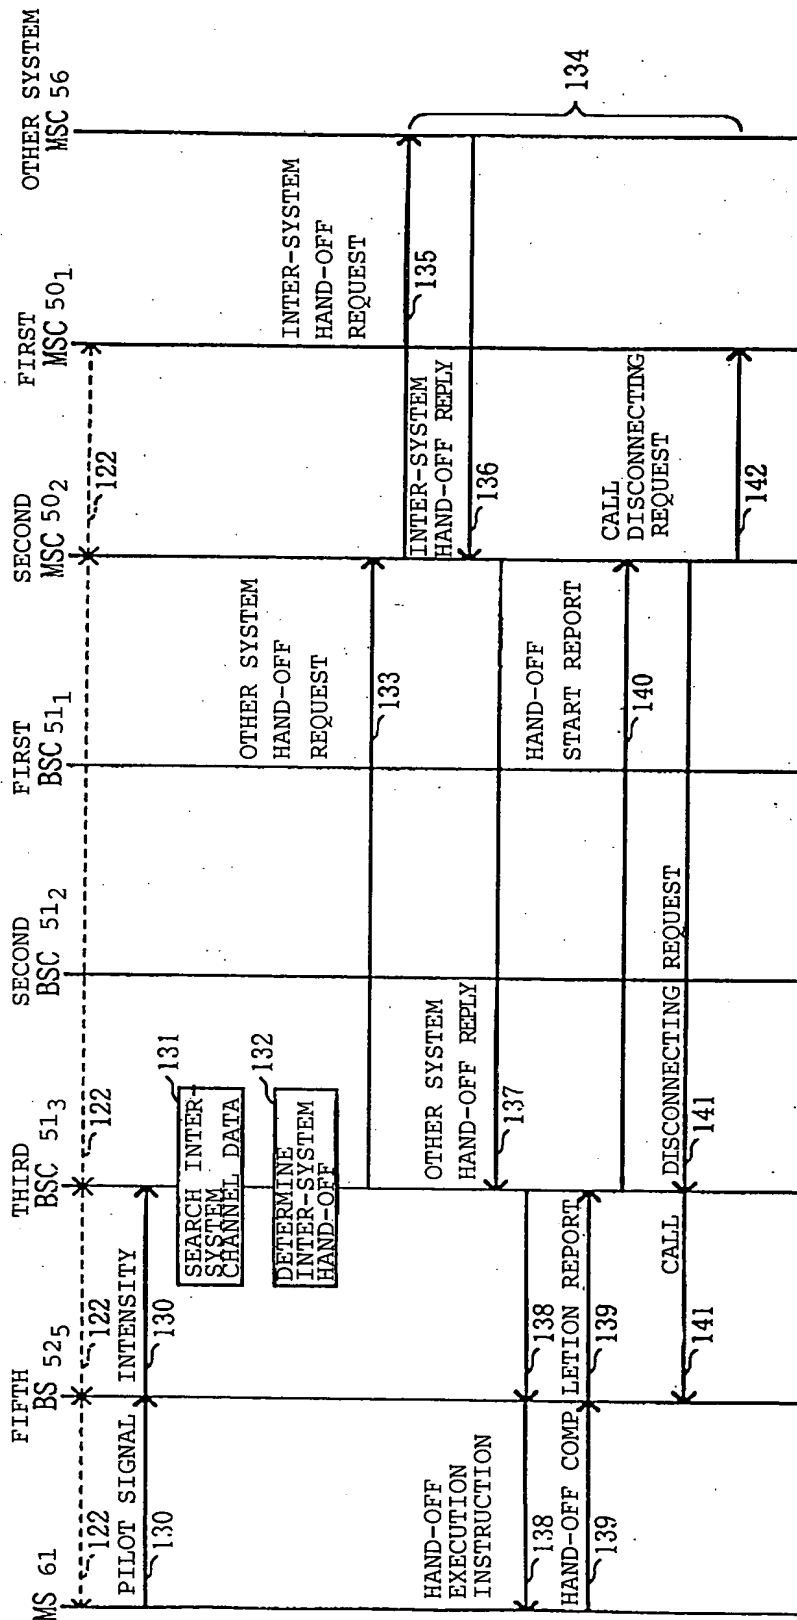 MS 61
FIFTH
BS 52₅
THIRD
BSC 51₃
SECOND
BSC 51₂
FIRST
BSC 51₁
SECOND
MSC 50₂
FIRST
MSC 50₁
OTHER SYSTEM
MSC 56
122
122
122
122
PILOT SIGNAL INTENSITY
130
130
131
SEARCH INTER-
SYSTEM
CHANNEL DATA
132
DETERMINE
INTER-SYSTEM
HAND-OFF
OTHER SYSTEM
HAND-OFF
REQUEST
133
INTER-SYSTEM
HAND-OFF
REQUEST
135
134
INTER-SYSTEM
HAND-OFF REPLY
136
OTHER SYSTEM
HAND-OFF REPLY
137
HAND-OFF
EXECUTION
INSTRUCTION
138
138
HAND-OFF COMPLETION REPORT
139
139
HAND-OFF
START REPORT
140
CALL DISCONNECTING REQUEST
141
141
CALL
DISCONNECTING
REQUEST
142